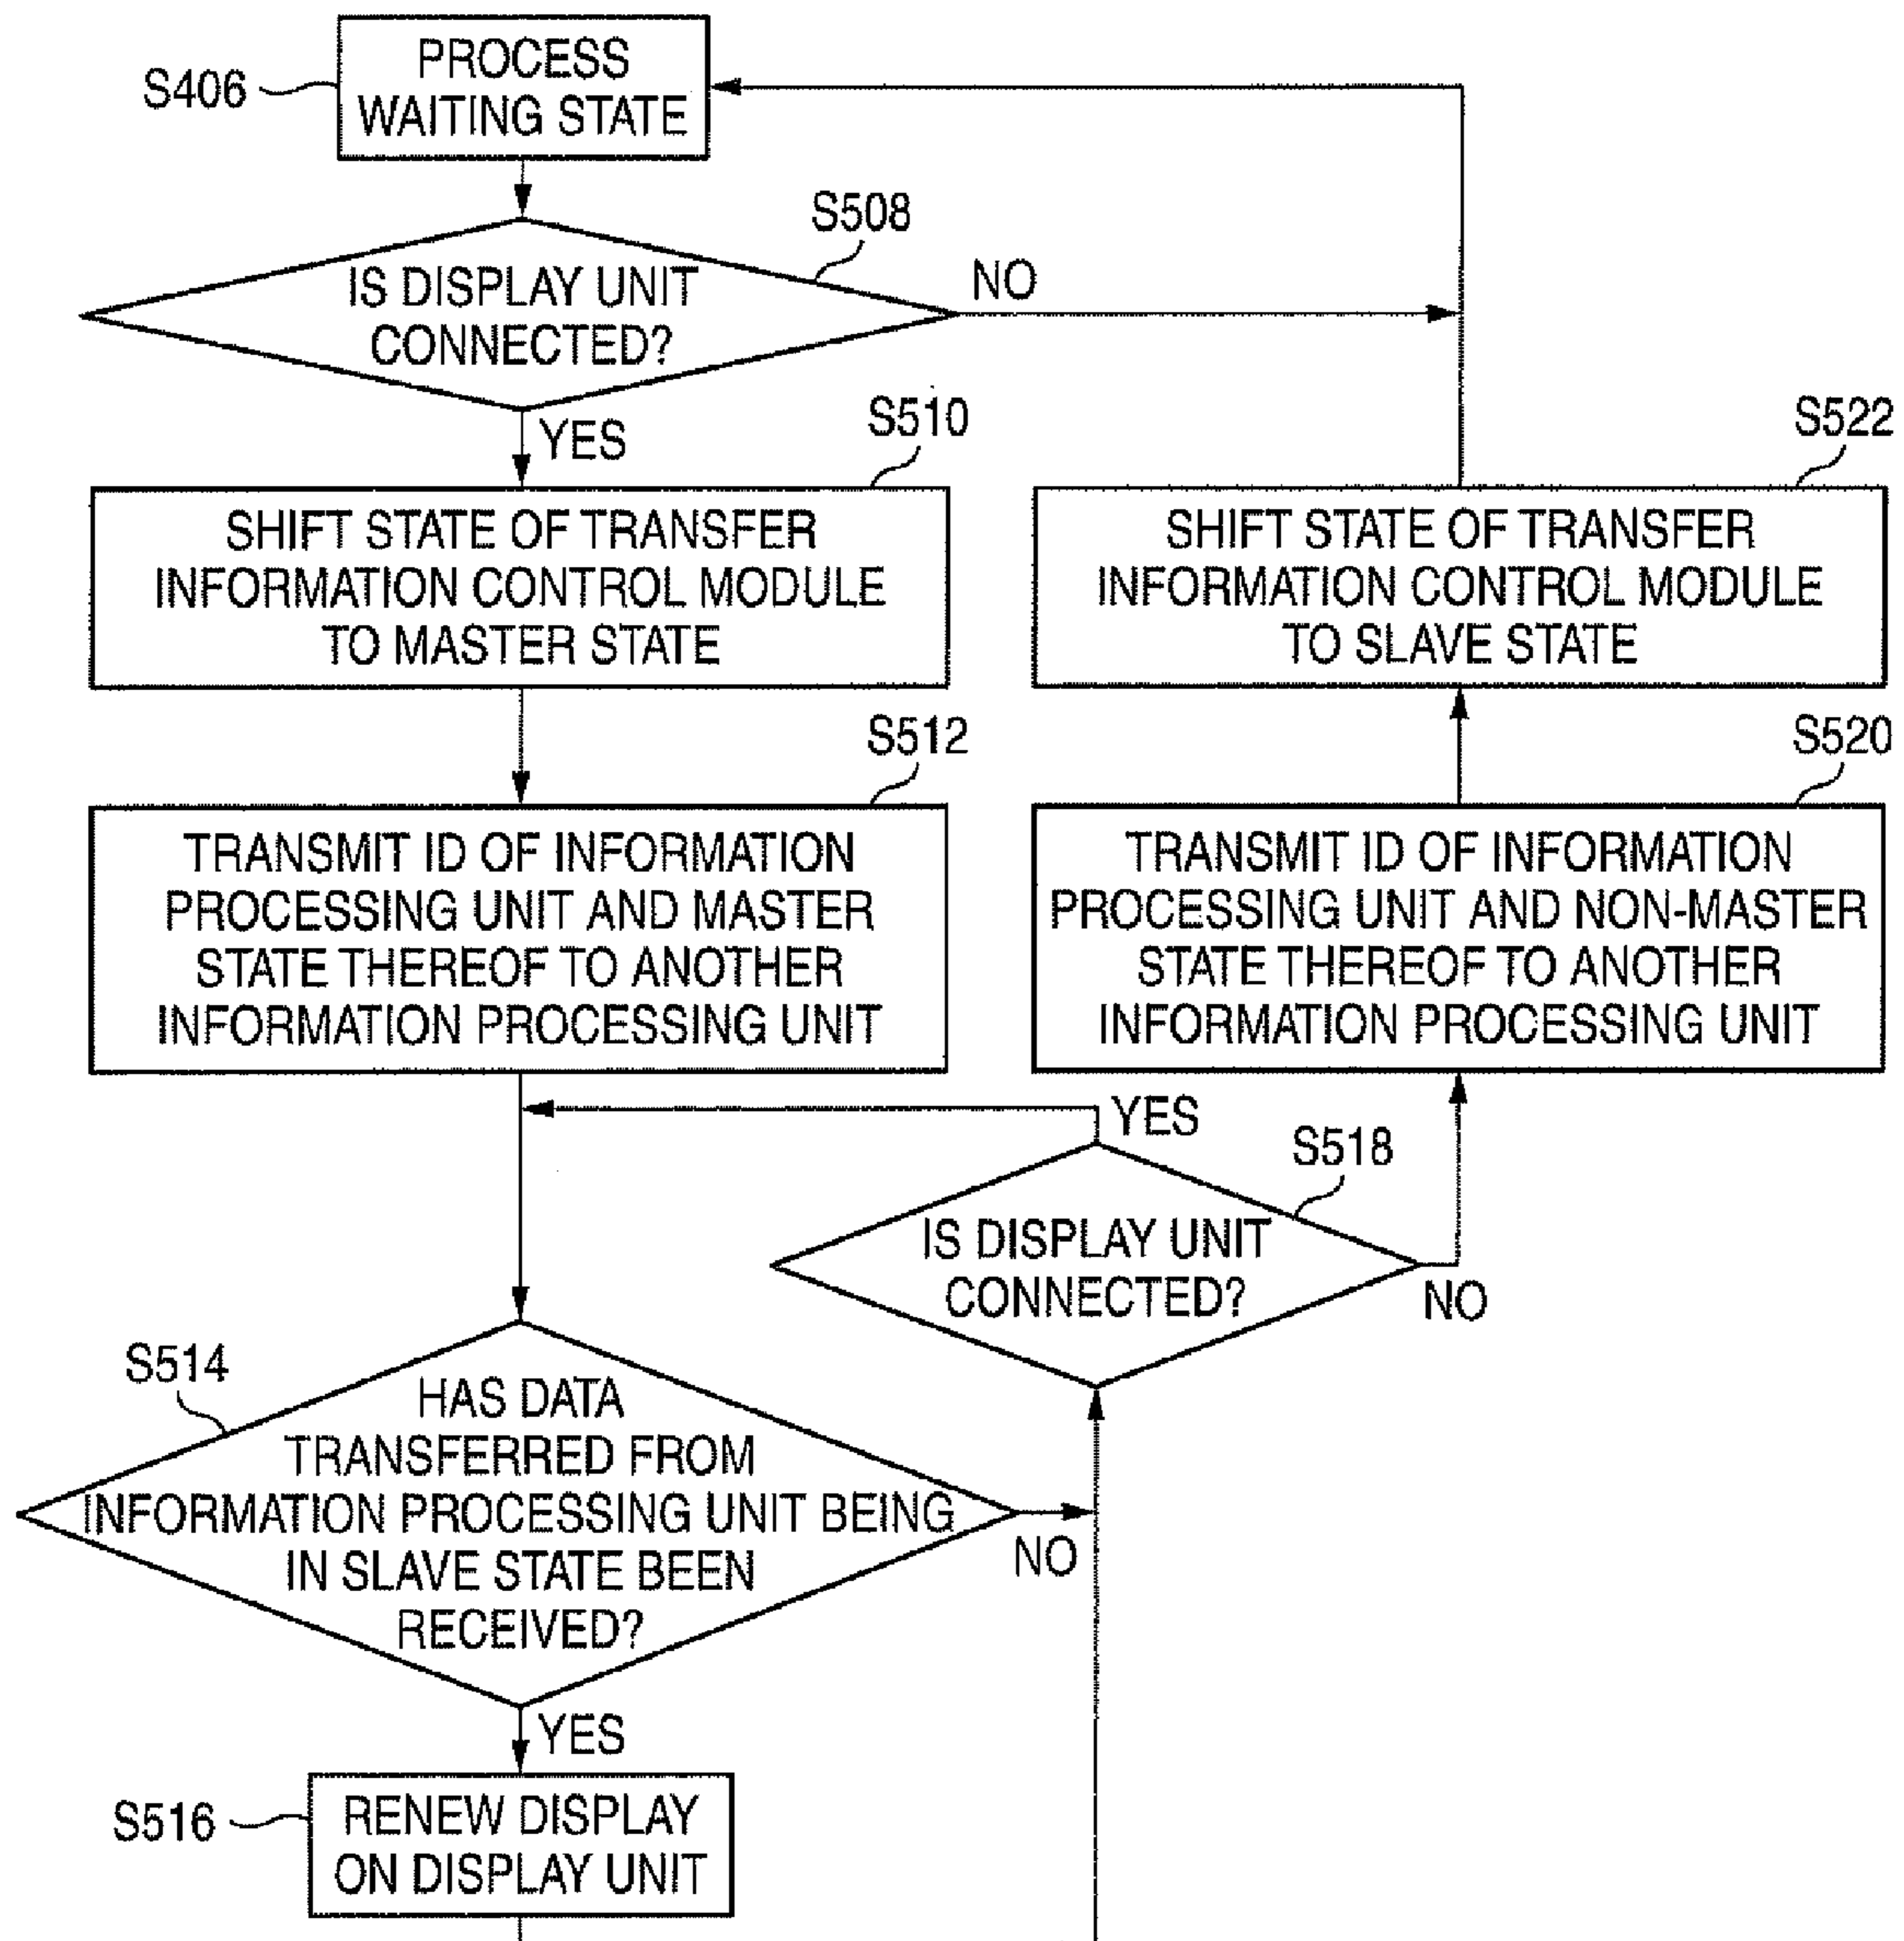 S406
PROCESS
WAITING STATE
S508
IS DISPLAY UNIT
CONNECTED?
NO
YES
S510
SHIFT STATE OF TRANSFER
INFORMATION CONTROL MODULE
TO MASTER STATE
S522
SHIFT STATE OF TRANSFER
INFORMATION CONTROL MODULE
TO SLAVE STATE
S512
TRANSMIT ID OF INFORMATION
PROCESSING UNIT AND MASTER
STATE THEREOF TO ANOTHER
INFORMATION PROCESSING UNIT
S520
TRANSMIT ID OF INFORMATION
PROCESSING UNIT AND NON-MASTER
STATE THEREOF TO ANOTHER
INFORMATION PROCESSING UNIT
YES
S518
IS DISPLAY UNIT
CONNECTED?
NO
S514
HAS DATA
TRANSFERRED FROM
INFORMATION PROCESSING UNIT BEING
IN SLAVE STATE BEEN
RECEIVED?
NO
YES
S516
RENEW DISPLAY
ON DISPLAY UNIT